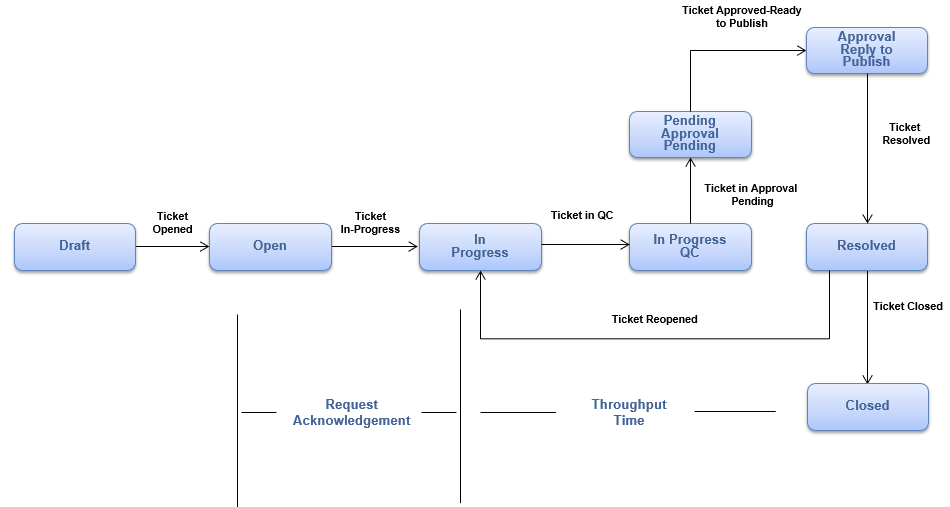 Ticket Approved-Ready
to Publish
Approval
Reply to
Publish
Pending
Approval
Pending
Ticket
Resolved
Ticket in Approval
Pending
Draft
Ticket
Opened
Open
Ticket
In-Progress
In
Progress
Ticket in QC
In Progress
QC
Resolved
Ticket Reopened
Ticket Closed
Request
Acknowledgement
Throughput
Time
Closed